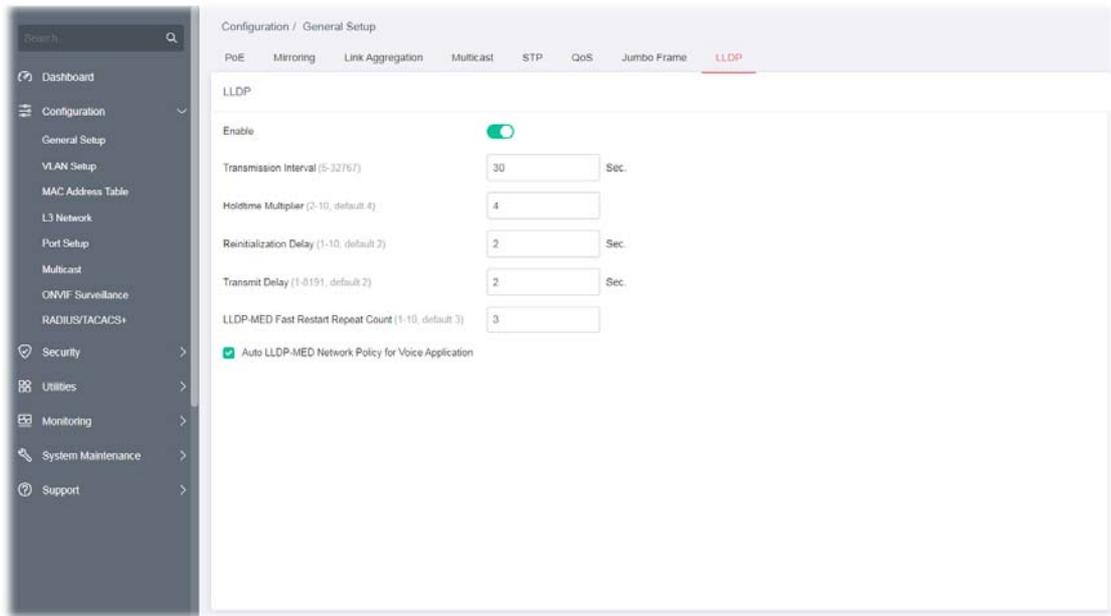 Search
Dashboard
Configuration
General Setup
VLAN Setup
MAC Address Table
L3 Network
Port Setup
Multicast
ONVIF Surveillance
RADIUS/TACACS+
Security
Utilities
Monitoring
System Maintenance
Support
Configuration / General Setup
PoE Mirroring Link Aggregation Multicast STP QoS Jumbo Frame LLDP
LLDP
Enable
Transmission Interval (5-32767) 30 Sec.
Holdtime Multiplier (2-10, default 4) 4
Reinitialization Delay (1-10, default 2) 2 Sec.
Transmit Delay (1-8191, default 2) 2 Sec.
LLDP-MED Fast Restart Repeat Count (1-10, default 3) 3
Auto LLDP-MED Network Policy for Voice Application